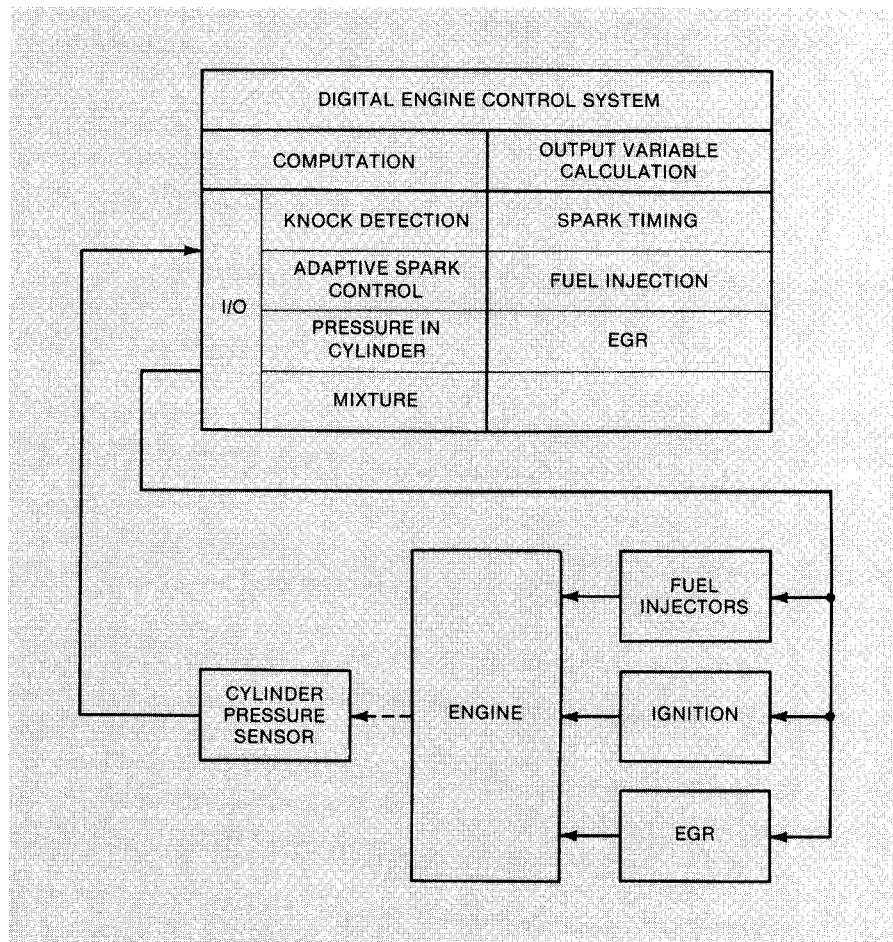 DIGITAL ENGINE CONTROL SYSTEM
COMPUTATION
OUTPUT VARIABLE
CALCULATION
I/O
KNOCK DETECTION
SPARK TIMING
ADAPTIVE SPARK
CONTROL
FUEL INJECTION
PRESSURE IN
CYLINDER
EGR
MIXTURE
FUEL
INJECTORS
CYLINDER
PRESSURE
SENSOR
ENGINE
IGNITION
EGR